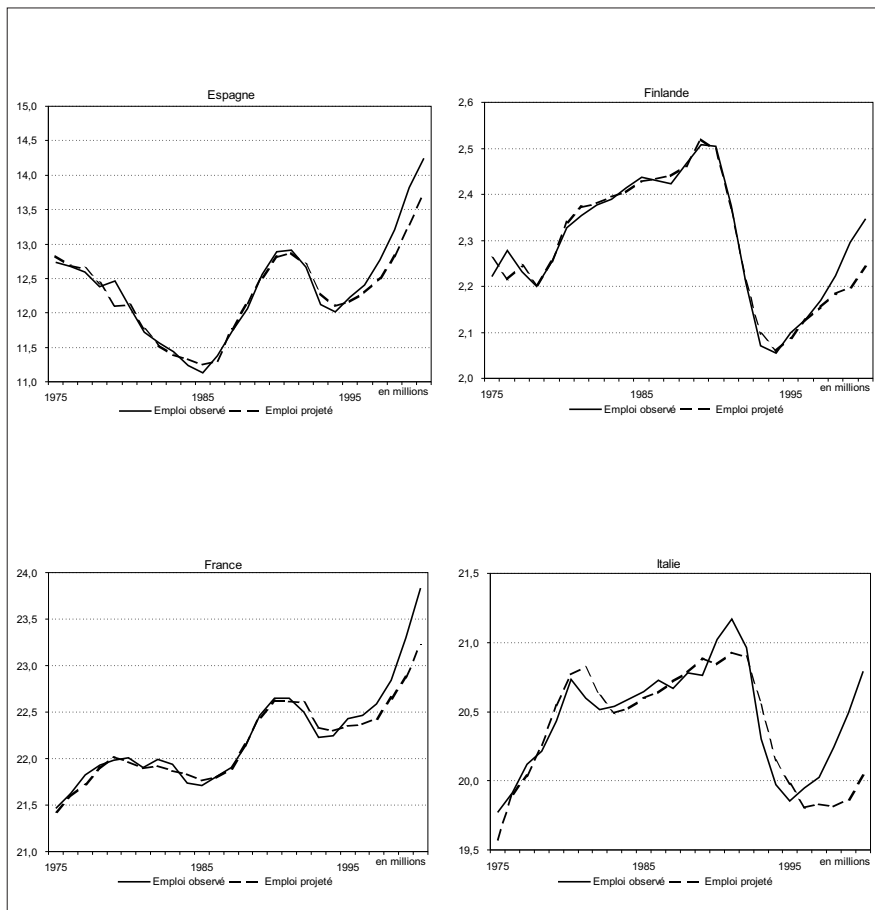 Espagne
15,0
14,5
14,0
13,5
13,0
12,5
12,0
11,5
11,0
1975 1985 1995
en millions
Emploi observé Emploi projeté
Finlande
2,6
2,5
2,4
2,3
2,2
2,1
2,0
1975 1985 1995
en millions
Emploi observé Emploi projeté
France
24,0
23,5
23,0
22,5
22,0
21,5
21,0
1975 1985 1995
en millions
Emploi observé Emploi projeté
Italie
21,5
21,0
20,5
20,0
19,5
1975 1985 1995
en millions
Emploi observé Emploi projeté